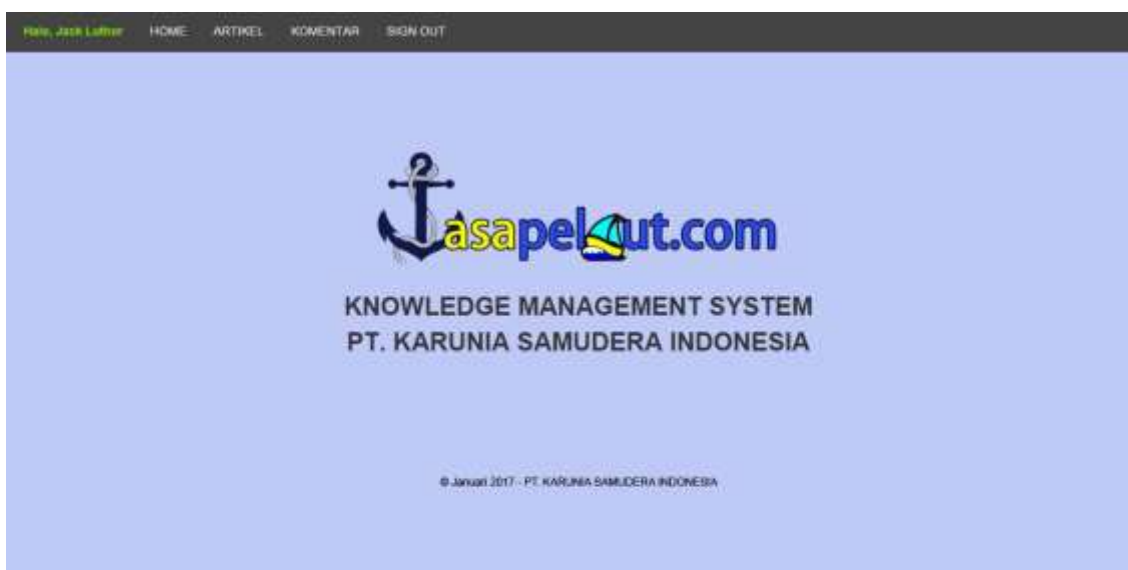 Halo, Jack Luther HOME ARTIKEL KOMENTAR SIGN OUT
Jasapelaut.com
KNOWLEDGE MANAGEMENT SYSTEM
PT. KARUNIA SAMUDERA INDONESIA
© Januari 2017 - PT. KARUNIA SAMUDERA INDONESIA